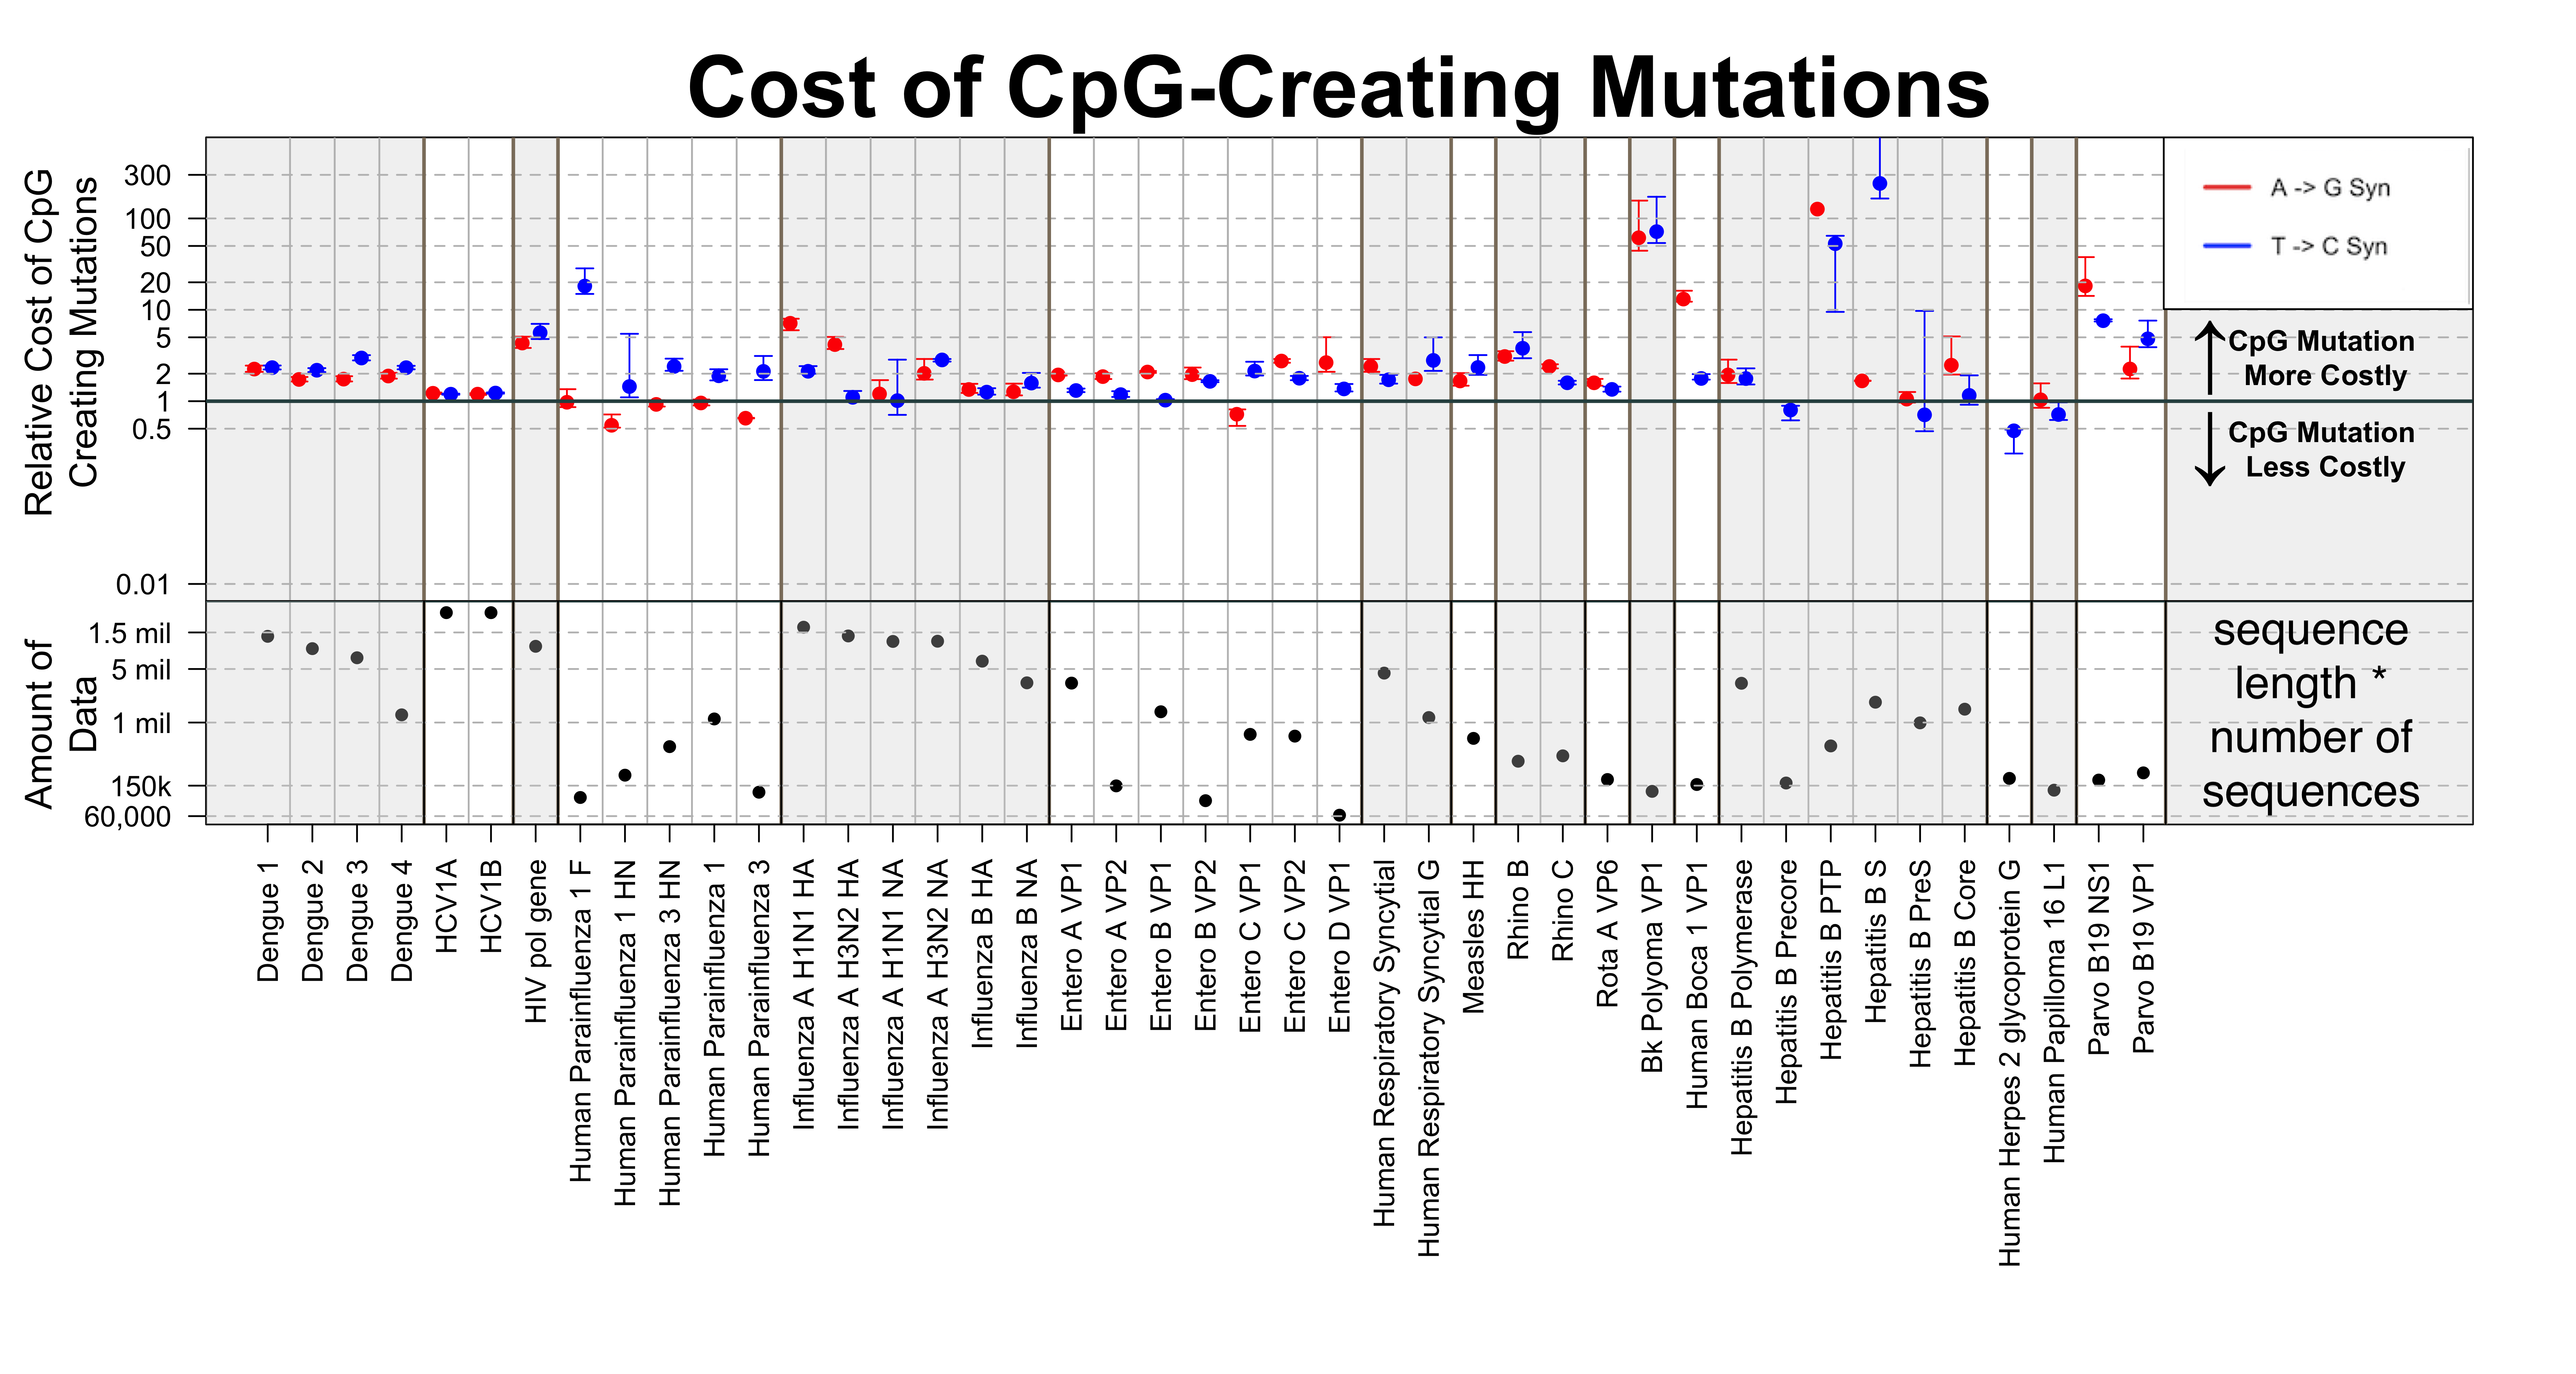 Cost of CpG-Creating Mutations
Relative Cost of CpG
Creating Mutations
300
100
50
20
10
5
2
1
0.5
0.01
A -> G Syn
T -> C Syn
CpG Mutation
More Costly
CpG Mutation
Less Costly
Amount of
Data
1.5 mil
5 mil
1 mil
150k
60,000
sequence
length *
number of
sequences
Dengue 1
Dengue 2
Dengue 3
Dengue 4
HCV1A
HCV1B
HIV pol gene
Human Parainfluenza 1 F
Human Parainfluenza 1 HN
Human Parainfluenza 3 HN
Human Parainfluenza 1
Human Parainfluenza 3
Influenza A H1N1 HA
Influenza A H3N2 HA
Influenza A H1N1 NA
Influenza A H3N2 NA
Influenza B HA
Influenza B NA
Entero A VP1
Entero A VP2
Entero B VP1
Entero B VP2
Entero C VP1
Entero C VP2
Entero D VP1
Human Respiratory Syncytial
Human Respiratory Syncytial G
Measles HH
Rhino B
Rhino C
Rota A VP6
Bk Polyoma VP1
Human Boca 1 VP1
Hepatitis B Polymerase
Hepatitis B Precore
Hepatitis B PTP
Hepatitis B S
Hepatitis B PreS
Hepatitis B Core
Human Herpes 2 glycoprotein G
Human Papilloma 16 L1
Parvo B19 NS1
Parvo B19 VP1